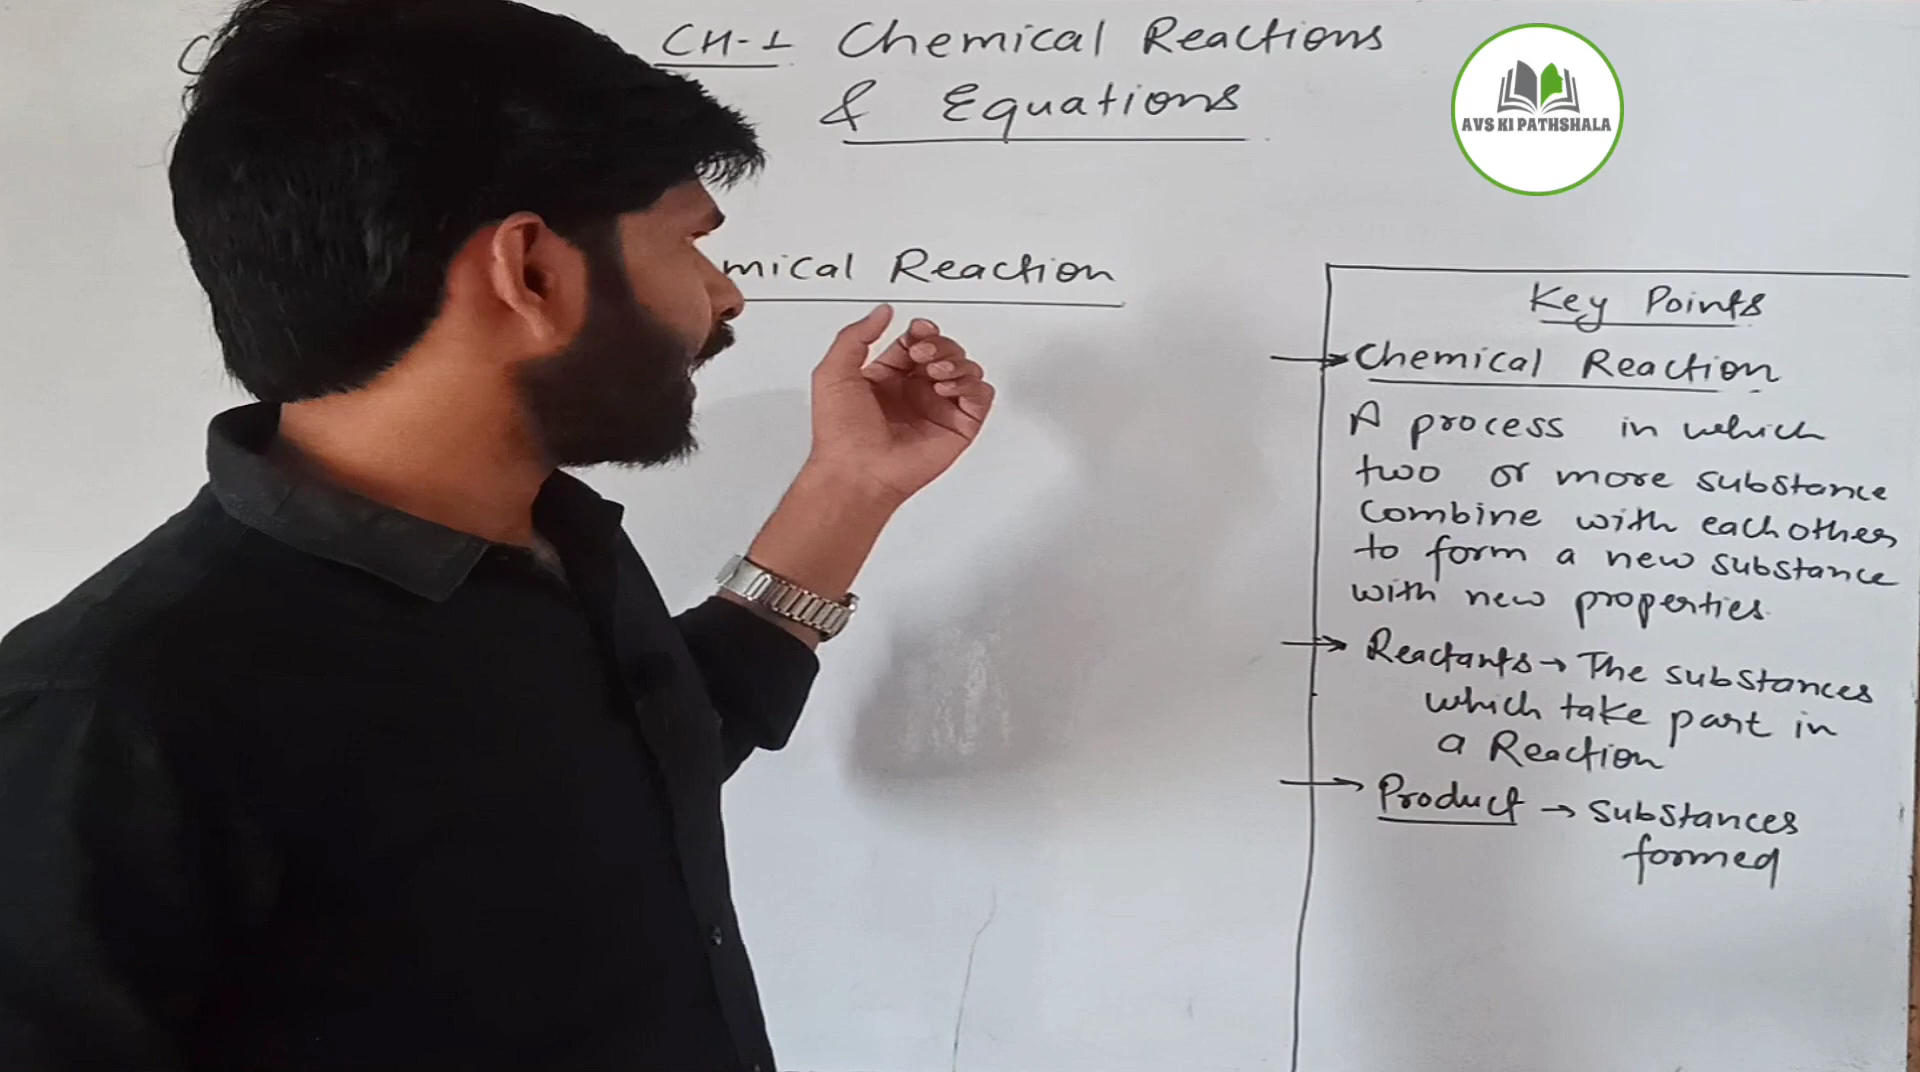 CH-1 Chemical Reactions
& Equations
AVS KI PATHSHALA
mical Reaction
Key Points
→ Chemical Reaction
A process in which
two or more substance
combine with each other
to form a new substance
with new properties.
→ Reactants → The substances
which take part in
a Reaction
→ Product → Substances
formed